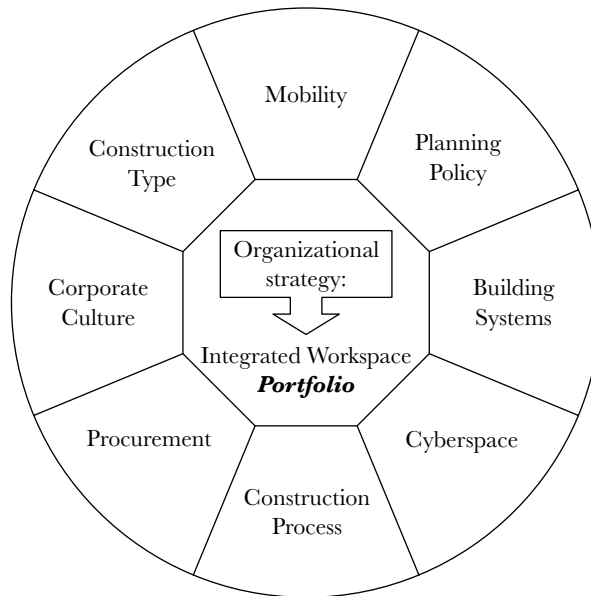 Mobility
Planning
Policy
Building
Systems
Cyberspace
Construction
Process
Procurement
Corporate
Culture
Construction
Type
Organizational
strategy:
Integrated Workspace
Portfolio